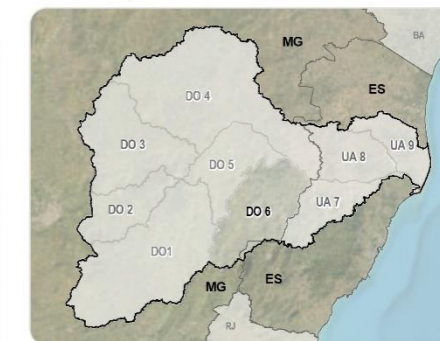 BA
MG
DO 4
ES
DO 3
UA 9
UA 8
DO 5
DO 2
DO 6
UA 7
DO1
MG
ES
RJ